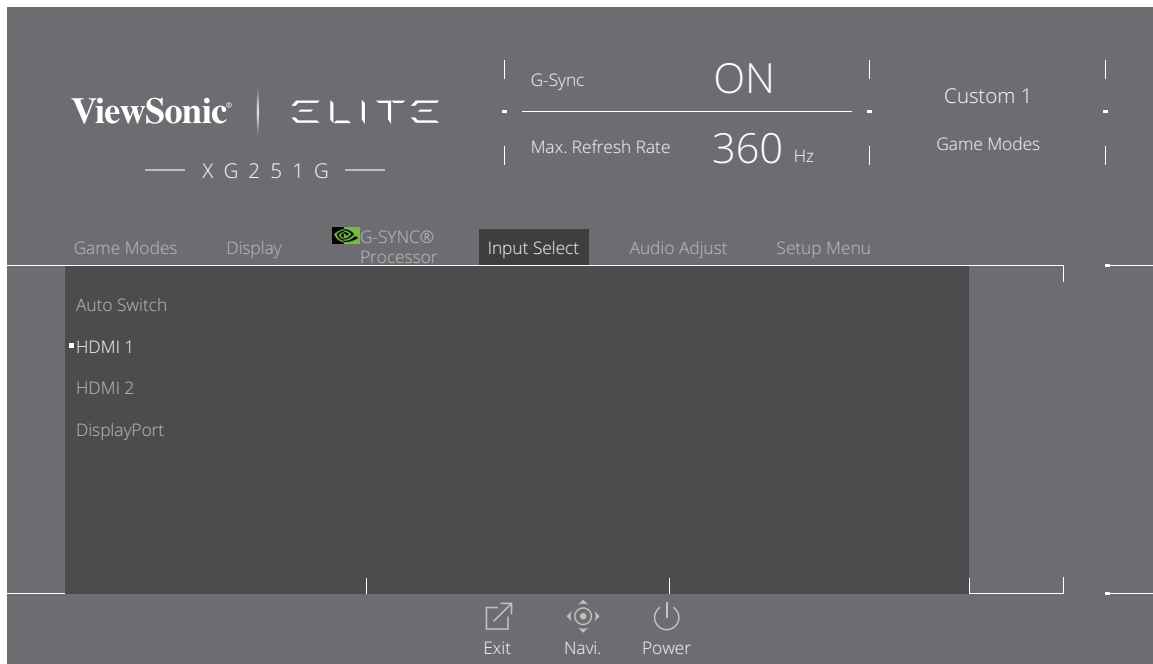 ViewSonic® ELITE
XG251G
G-Sync ON
Max. Refresh Rate 360 Hz
Custom 1
Game Modes
Game Modes
Display
G-SYNC®
Processor
Input Select
Audio Adjust
Setup Menu
Auto Switch
HDMI 1
HDMI 2
DisplayPort
Exit
Navi.
Power